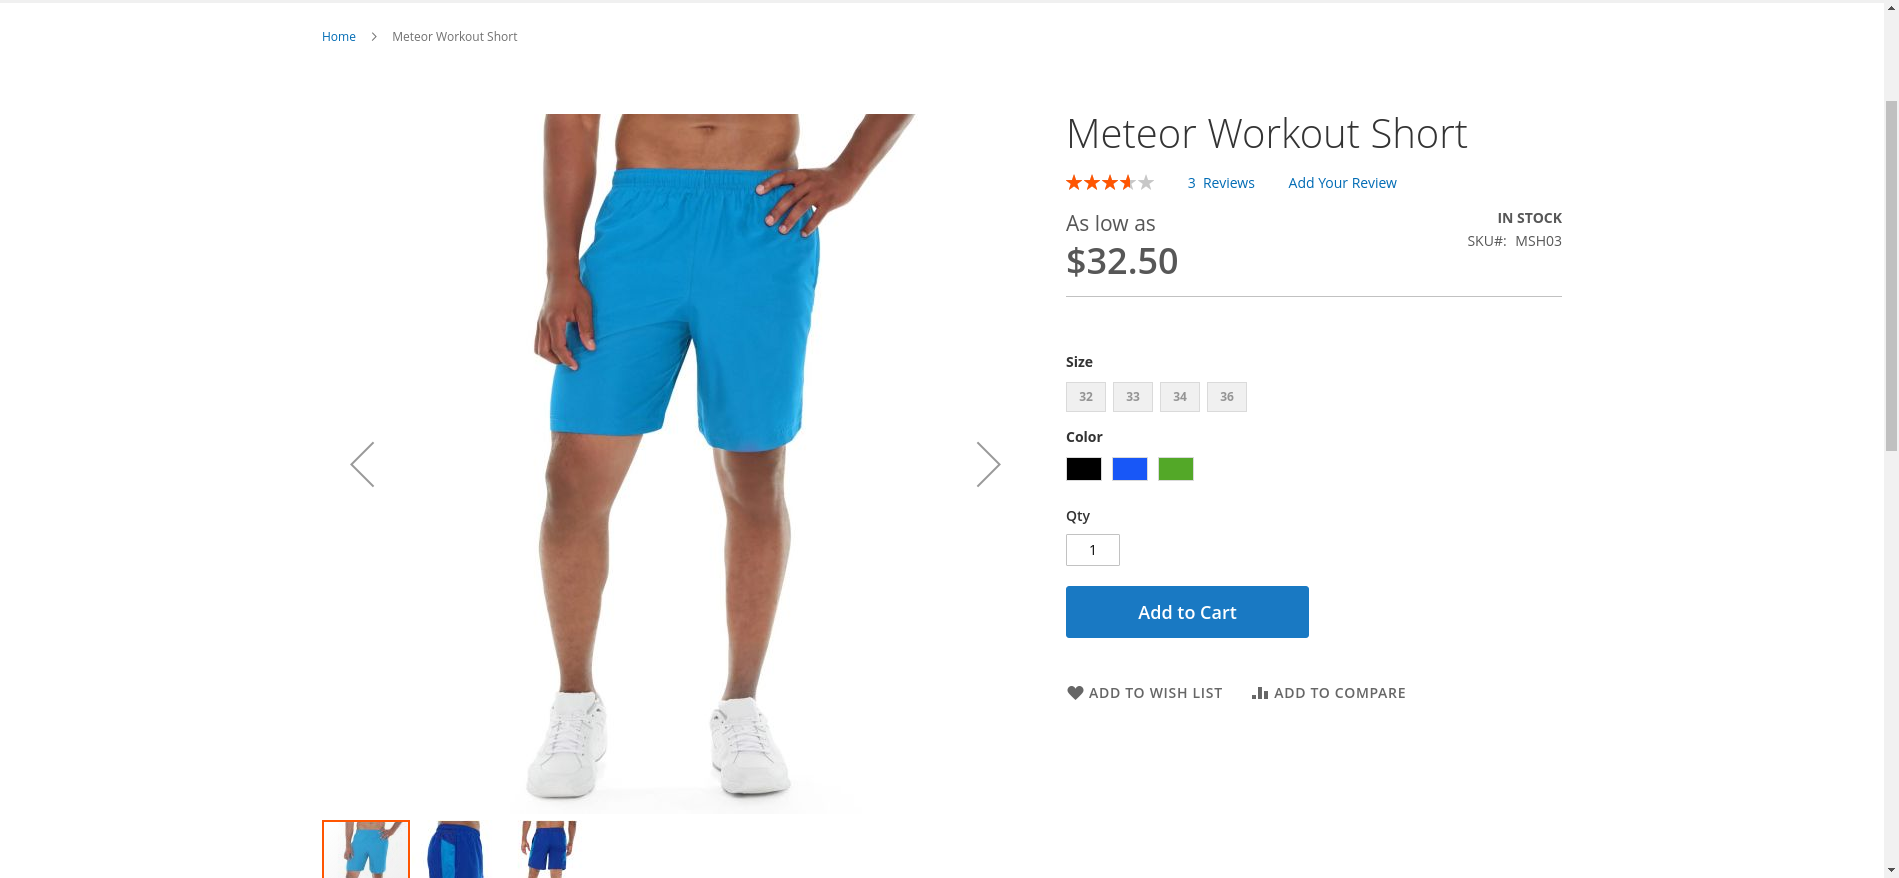 Home
Meteor Workout Short
Meteor Workout Short
3 Reviews
Add Your Review
As low as
$32.50
IN STOCK
SKU#: MSH03
Size
32 33 34 36
Color
Qty
1
Add to Cart
ADD TO WISH LIST
ADD TO COMPARE